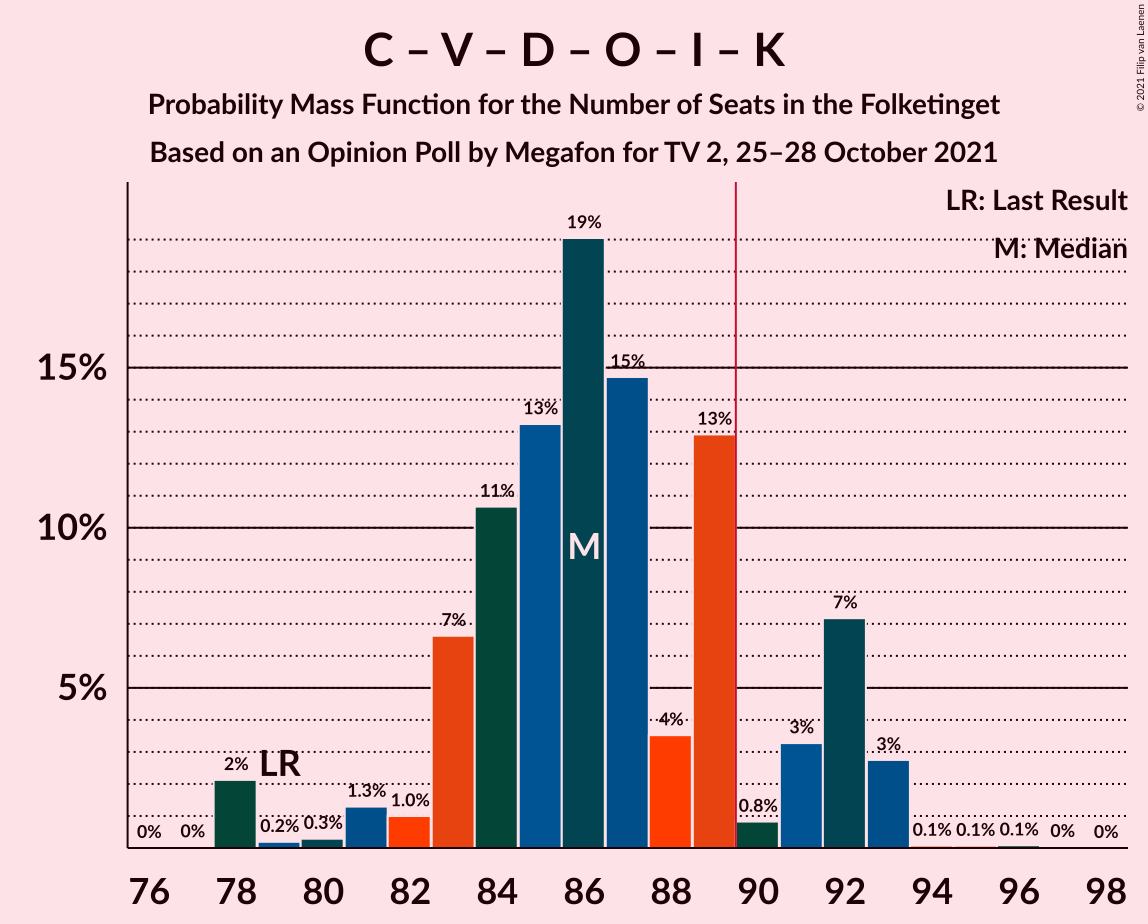 C – V – D – O – I – K
Probability Mass Function for the Number of Seats in the Folketinget
Based on an Opinion Poll by Megafon for TV 2, 25–28 October 2021
© 2021 Filip van Laenen
LR: Last Result
M: Median
15%
10%
5%
0%
0%
2%
LR
0.2%
0.3%
1.3%
1.0%
7%
11%
13%
19%
M
15%
4%
13%
0.8%
3%
7%
3%
0.1%
0.1%
0.1%
0%
0%
76 78 80 82 84 86 88 90 92 94 96 98